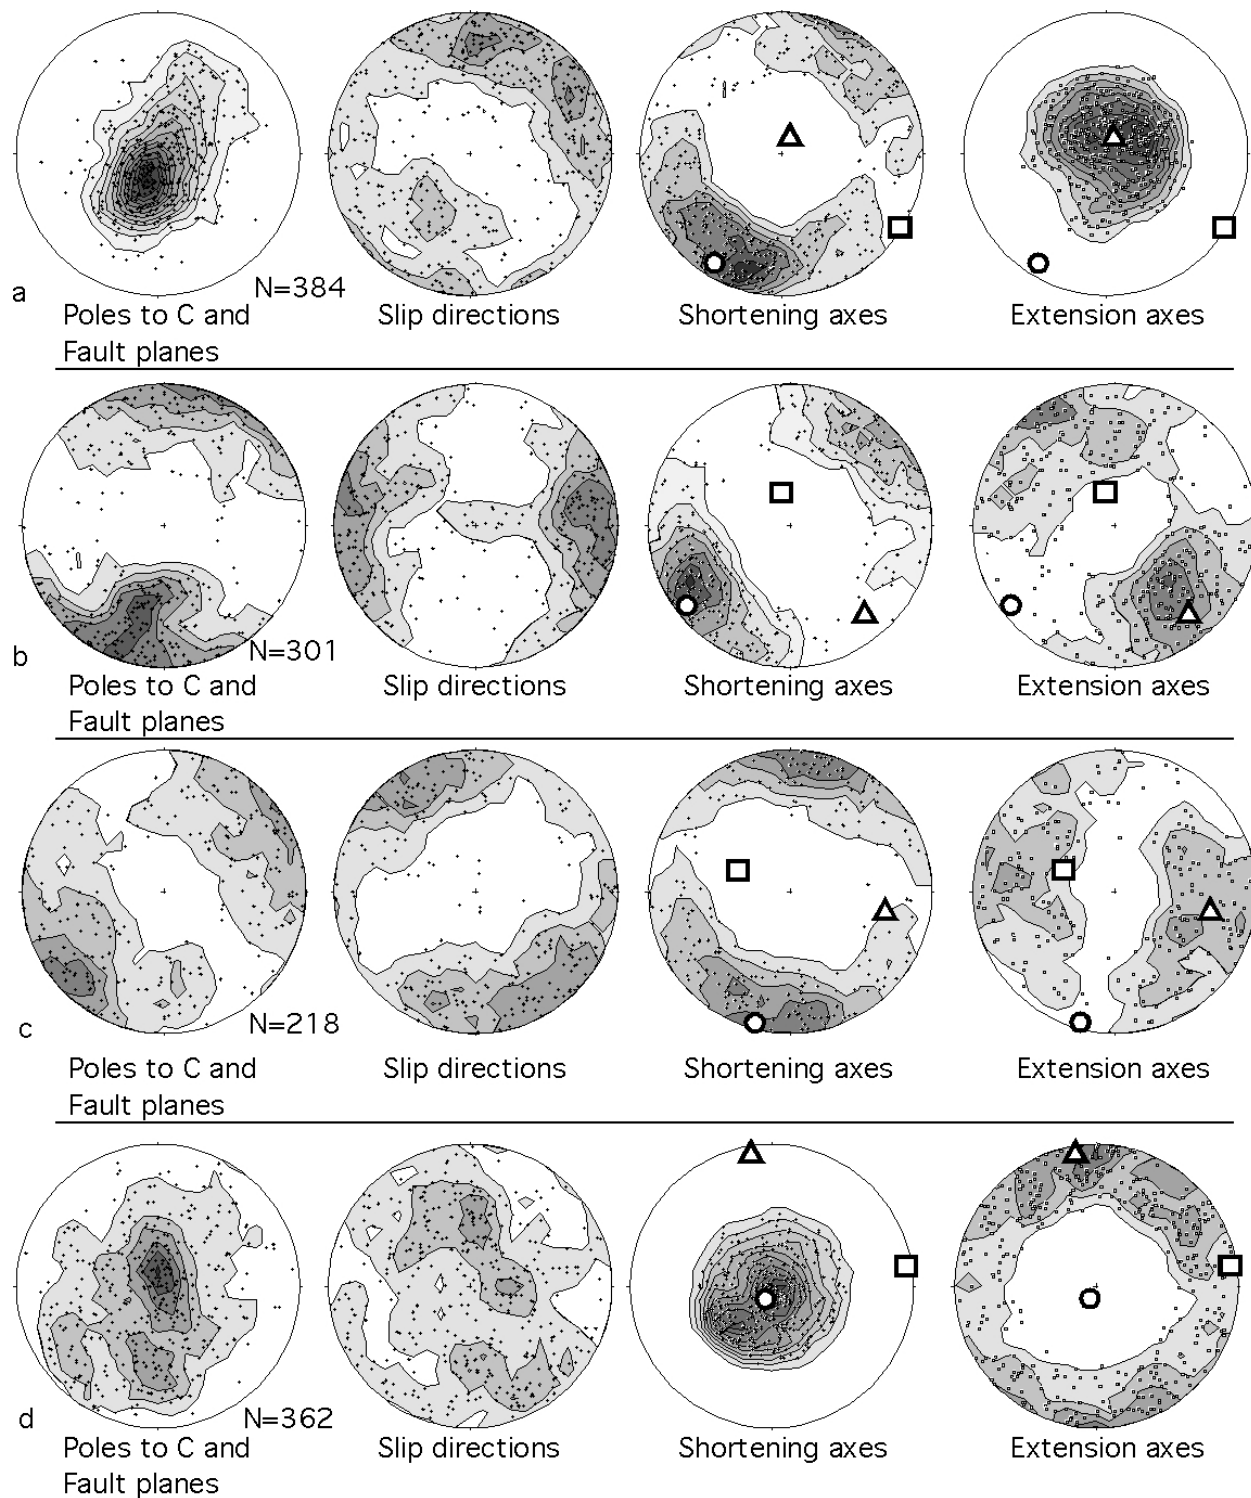 a
N=384
Poles to C and
Fault planes
Slip directions
Shortening axes
Extension axes
b
N=301
Poles to C and
Fault planes
Slip directions
Shortening axes
Extension axes
c
N=218
Poles to C and
Fault planes
Slip directions
Shortening axes
Extension axes
d
N=362
Poles to C and
Fault planes
Slip directions
Shortening axes
Extension axes